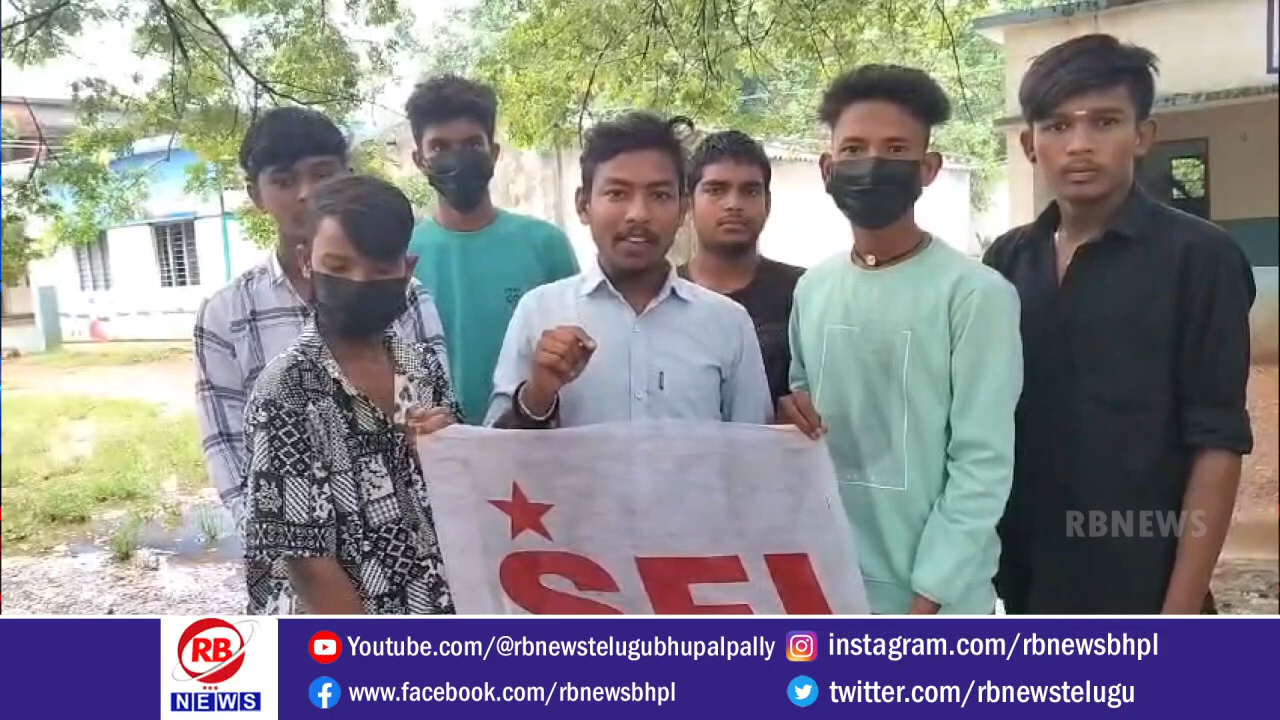 SFI
RBNEWS
RB
NEWS
Youtube.com/@rbnewstelugubhupalpally
instagram.com/rbnewsbhpl
www.facebook.com/rbnewsbhpl
twitter.com/rbnewstelugu